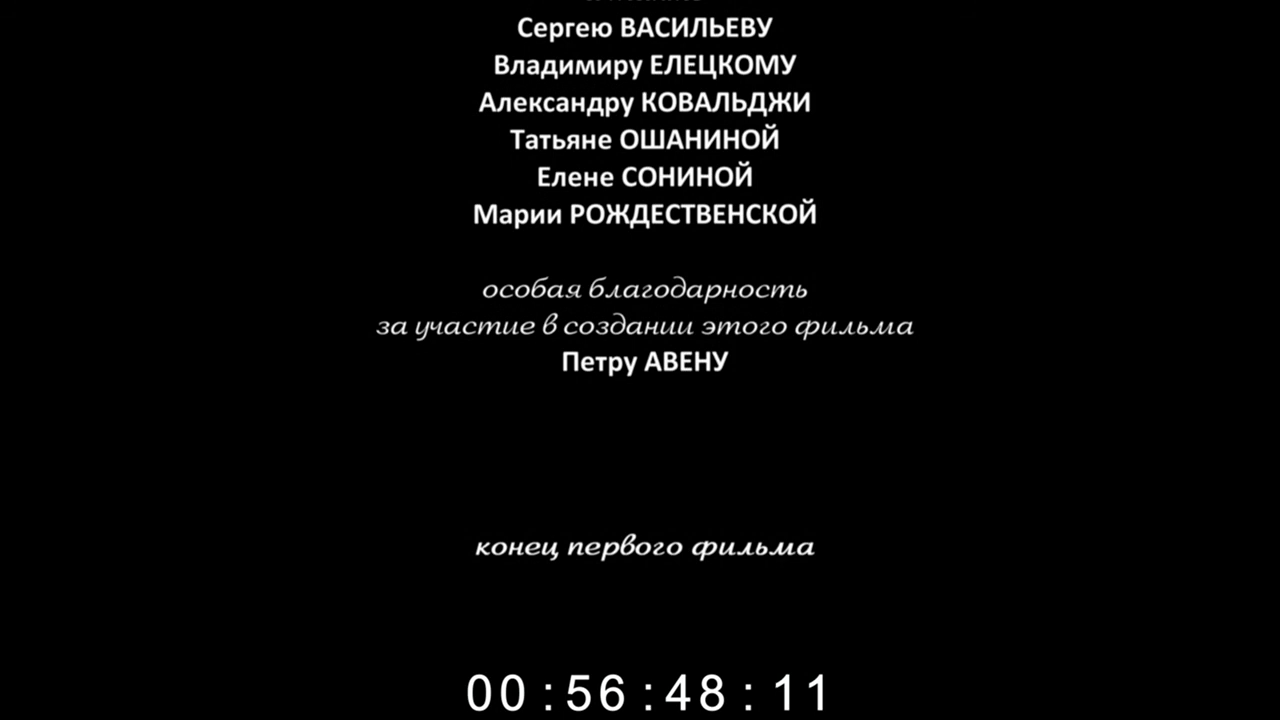 Сергею ВАСИЛЬЕВУ
Владимиру ЕЛЕЦКОМУ
Александру КОВАЛЬДЖИ
Татьяне ОШАНИНОЙ
Елене СОНИНОЙ
Марии РОЖДЕСТВЕНСКОЙ
особая благодарность
за участие в создании этого фильма
Петру АВЕНУ
конец первого фильма
00:56:48:11